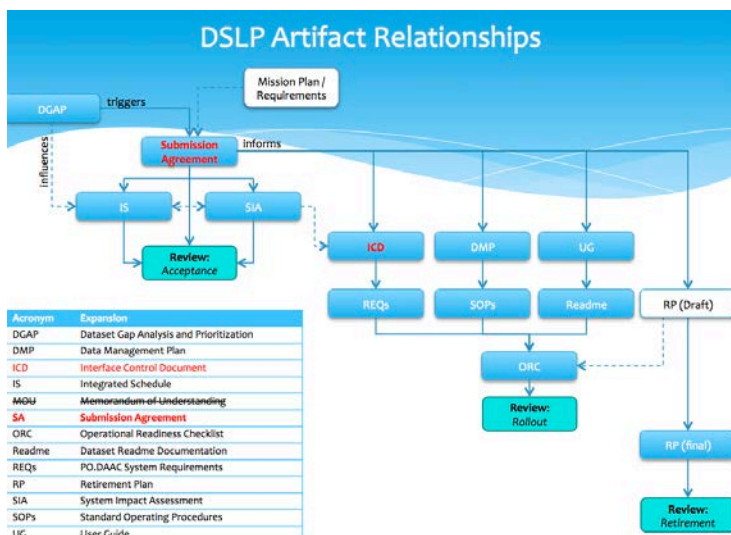 DSLP Artifact Relationships
Mission Plan /
Requirements
DGAP
triggers
influences
Submission
Agreement
informs
IS
SIA
Review:
Acceptance
ICD
DMP
UG
REQs
SOPs
Readme
RP (Draft)
ORC
Review:
Rollout
RP (final)
Review:
Retirement
Acronym Expansion
DGAP Dataset Gap Analysis and Prioritization
DMP Data Management Plan
ICD Interface Control Document
IS Integrated Schedule
MOU Memorandum of Understanding
SA Submission Agreement
ORC Operational Readiness Checklist
Readme Dataset Readme Documentation
REQs PO.DAAC System Requirements
RP Retirement Plan
SIA System Impact Assessment
SOPs Standard Operating Procedures
UG User Guide